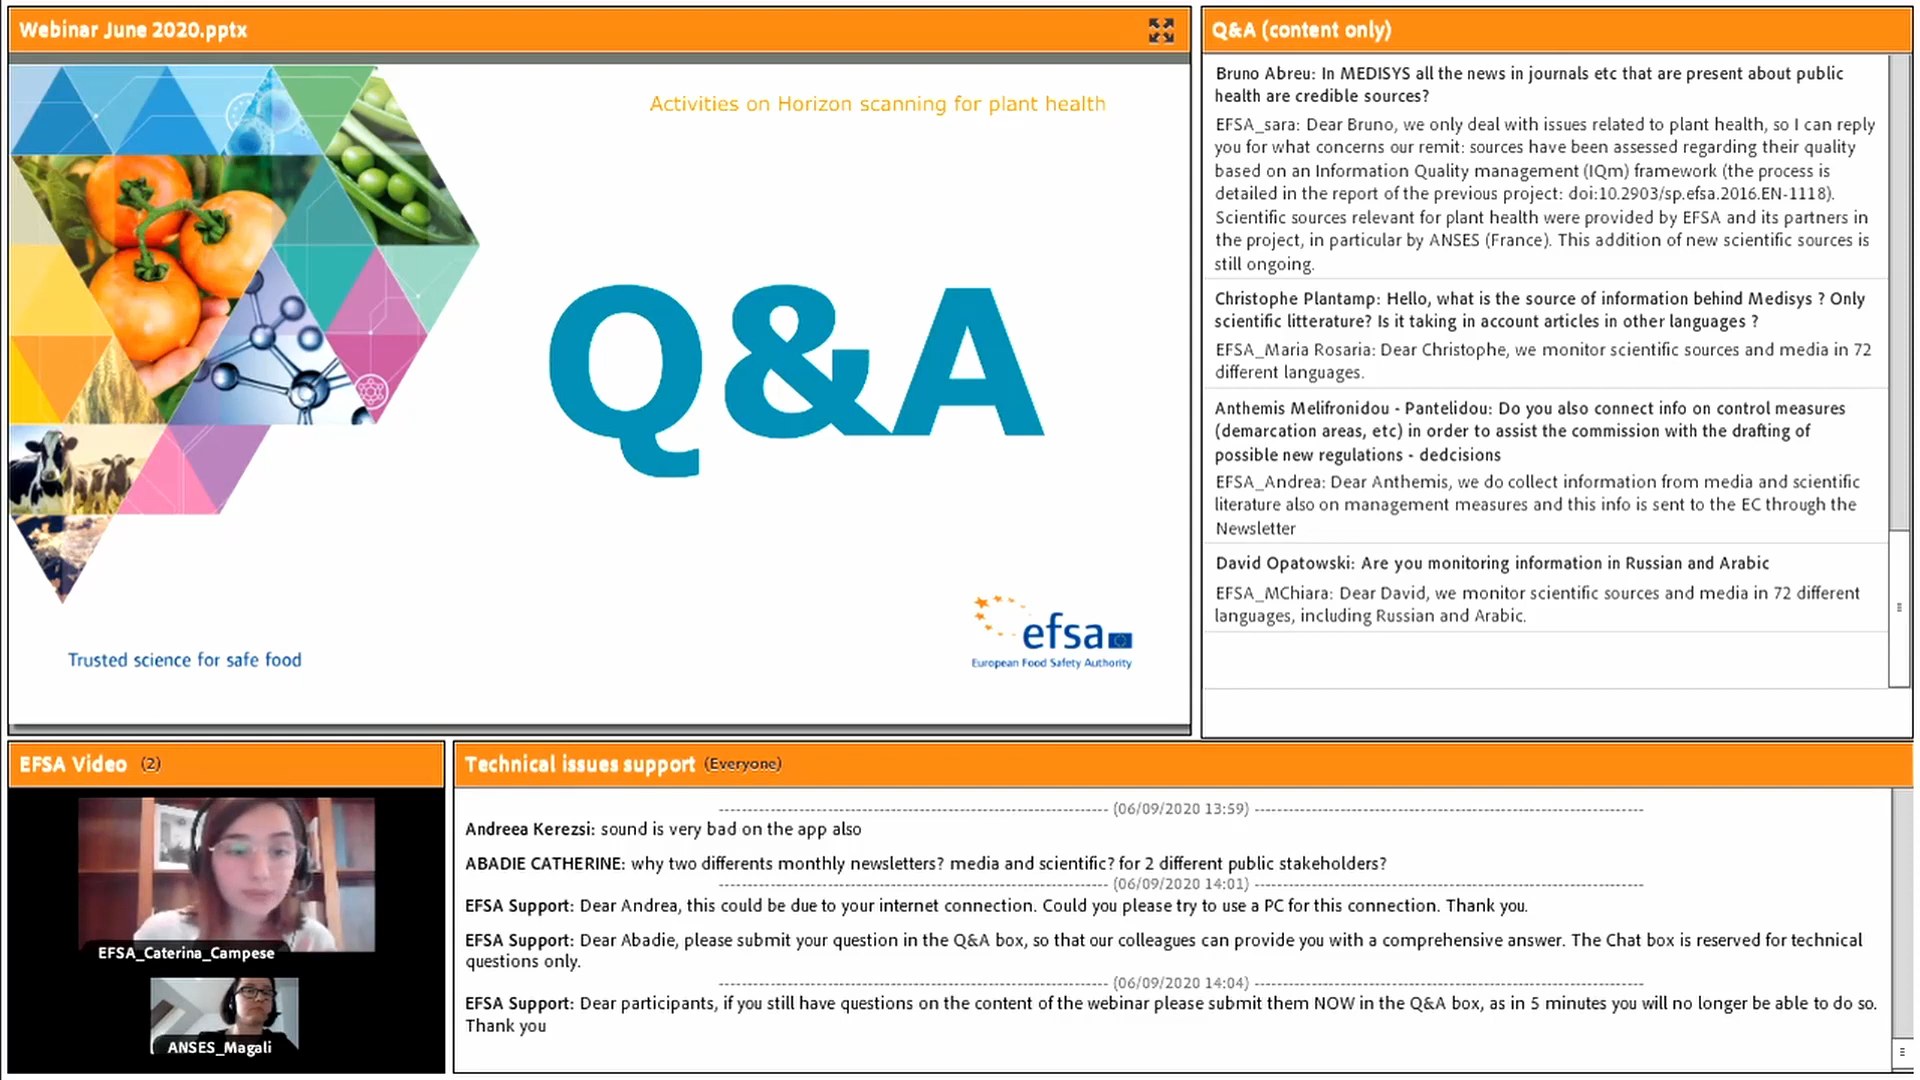 Webinar June 2020.pptx
Activities on Horizon scanning for plant health
Q&A
Trusted science for safe food
efsa
European Food Safety Authority
Q&A (content only)
Bruno Abreu: In MEDISYS all the news in journals etc that are present about public
health are credible sources?
EFSA_sara: Dear Bruno, we only deal with issues related to plant health, so I can reply
you for what concerns our remit: sources have been assessed regarding their quality
based on an Information Quality management (IQm) framework (the process is
detailed in the report of the previous project: doi:10.2903/sp.efsa.2016.EN-1118).
Scientific sources relevant for plant health were provided by EFSA and its partners in
the project, in particular by ANSES (France). This addition of new scientific sources is
still ongoing.
Christophe Plantamp: Hello, what is the source of information behind Medisys ? Only
scientific litterature? Is it taking in account articles in other languages ?
EFSA_Maria Rosaria: Dear Christophe, we monitor scientific sources and media in 72
different languages.
Anthemis Melifronidou - Pantelidou: Do you also connect info on control measures
(demarcation areas, etc) in order to assist the commission with the drafting of
possible new regulations - dedcisions
EFSA_Andrea: Dear Anthemis, we do collect information from media and scientific
literature also on management measures and this info is sent to the EC through the
Newsletter
David Opatowski: Are you monitoring information in Russian and Arabic
EFSA_MChiara: Dear David, we monitor scientific sources and media in 72 different
languages, including Russian and Arabic.
EFSA Video (2)
EFSA_Caterina_Campese
ANSES_Magali
Technical issues support (Everyone)
(06/09/2020 13:59)
Andreea Kerezsi: sound is very bad on the app also
ABADIE CATHERINE: why two differents monthly newsletters? media and scientific? for 2 different public stakeholders?
(06/09/2020 14:01)
EFSA Support: Dear Andrea, this could be due to your internet connection. Could you please try to use a PC for this connection. Thank you.
EFSA Support: Dear Abadie, please submit your question in the Q&A box, so that our colleagues can provide you with a comprehensive answer. The Chat box is reserved for technical
questions only.
(06/09/2020 14:04)
EFSA Support: Dear participants, if you still have questions on the content of the webinar please submit them NOW in the Q&A box, as in 5 minutes you will no longer be able to do so.
Thank you